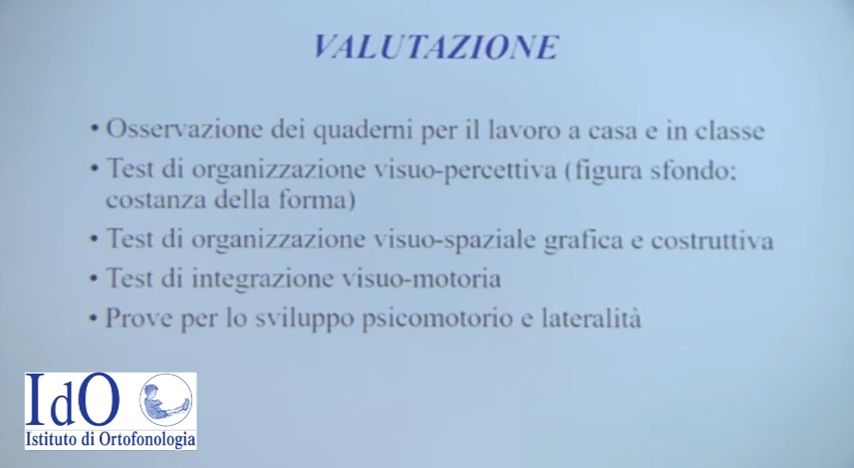 VALUTAZIONE
• Osservazione dei quaderni per il lavoro a casa e in classe
• Test di organizzazione visuo-percettiva (figura sfondo;
costanza della forma)
• Test di organizzazione visuo-spaziale grafica e costruttiva
• Test di integrazione visuo-motoria
• Prove per lo sviluppo psicomotorio e lateralità
IdO
Istituto di Ortofonologia